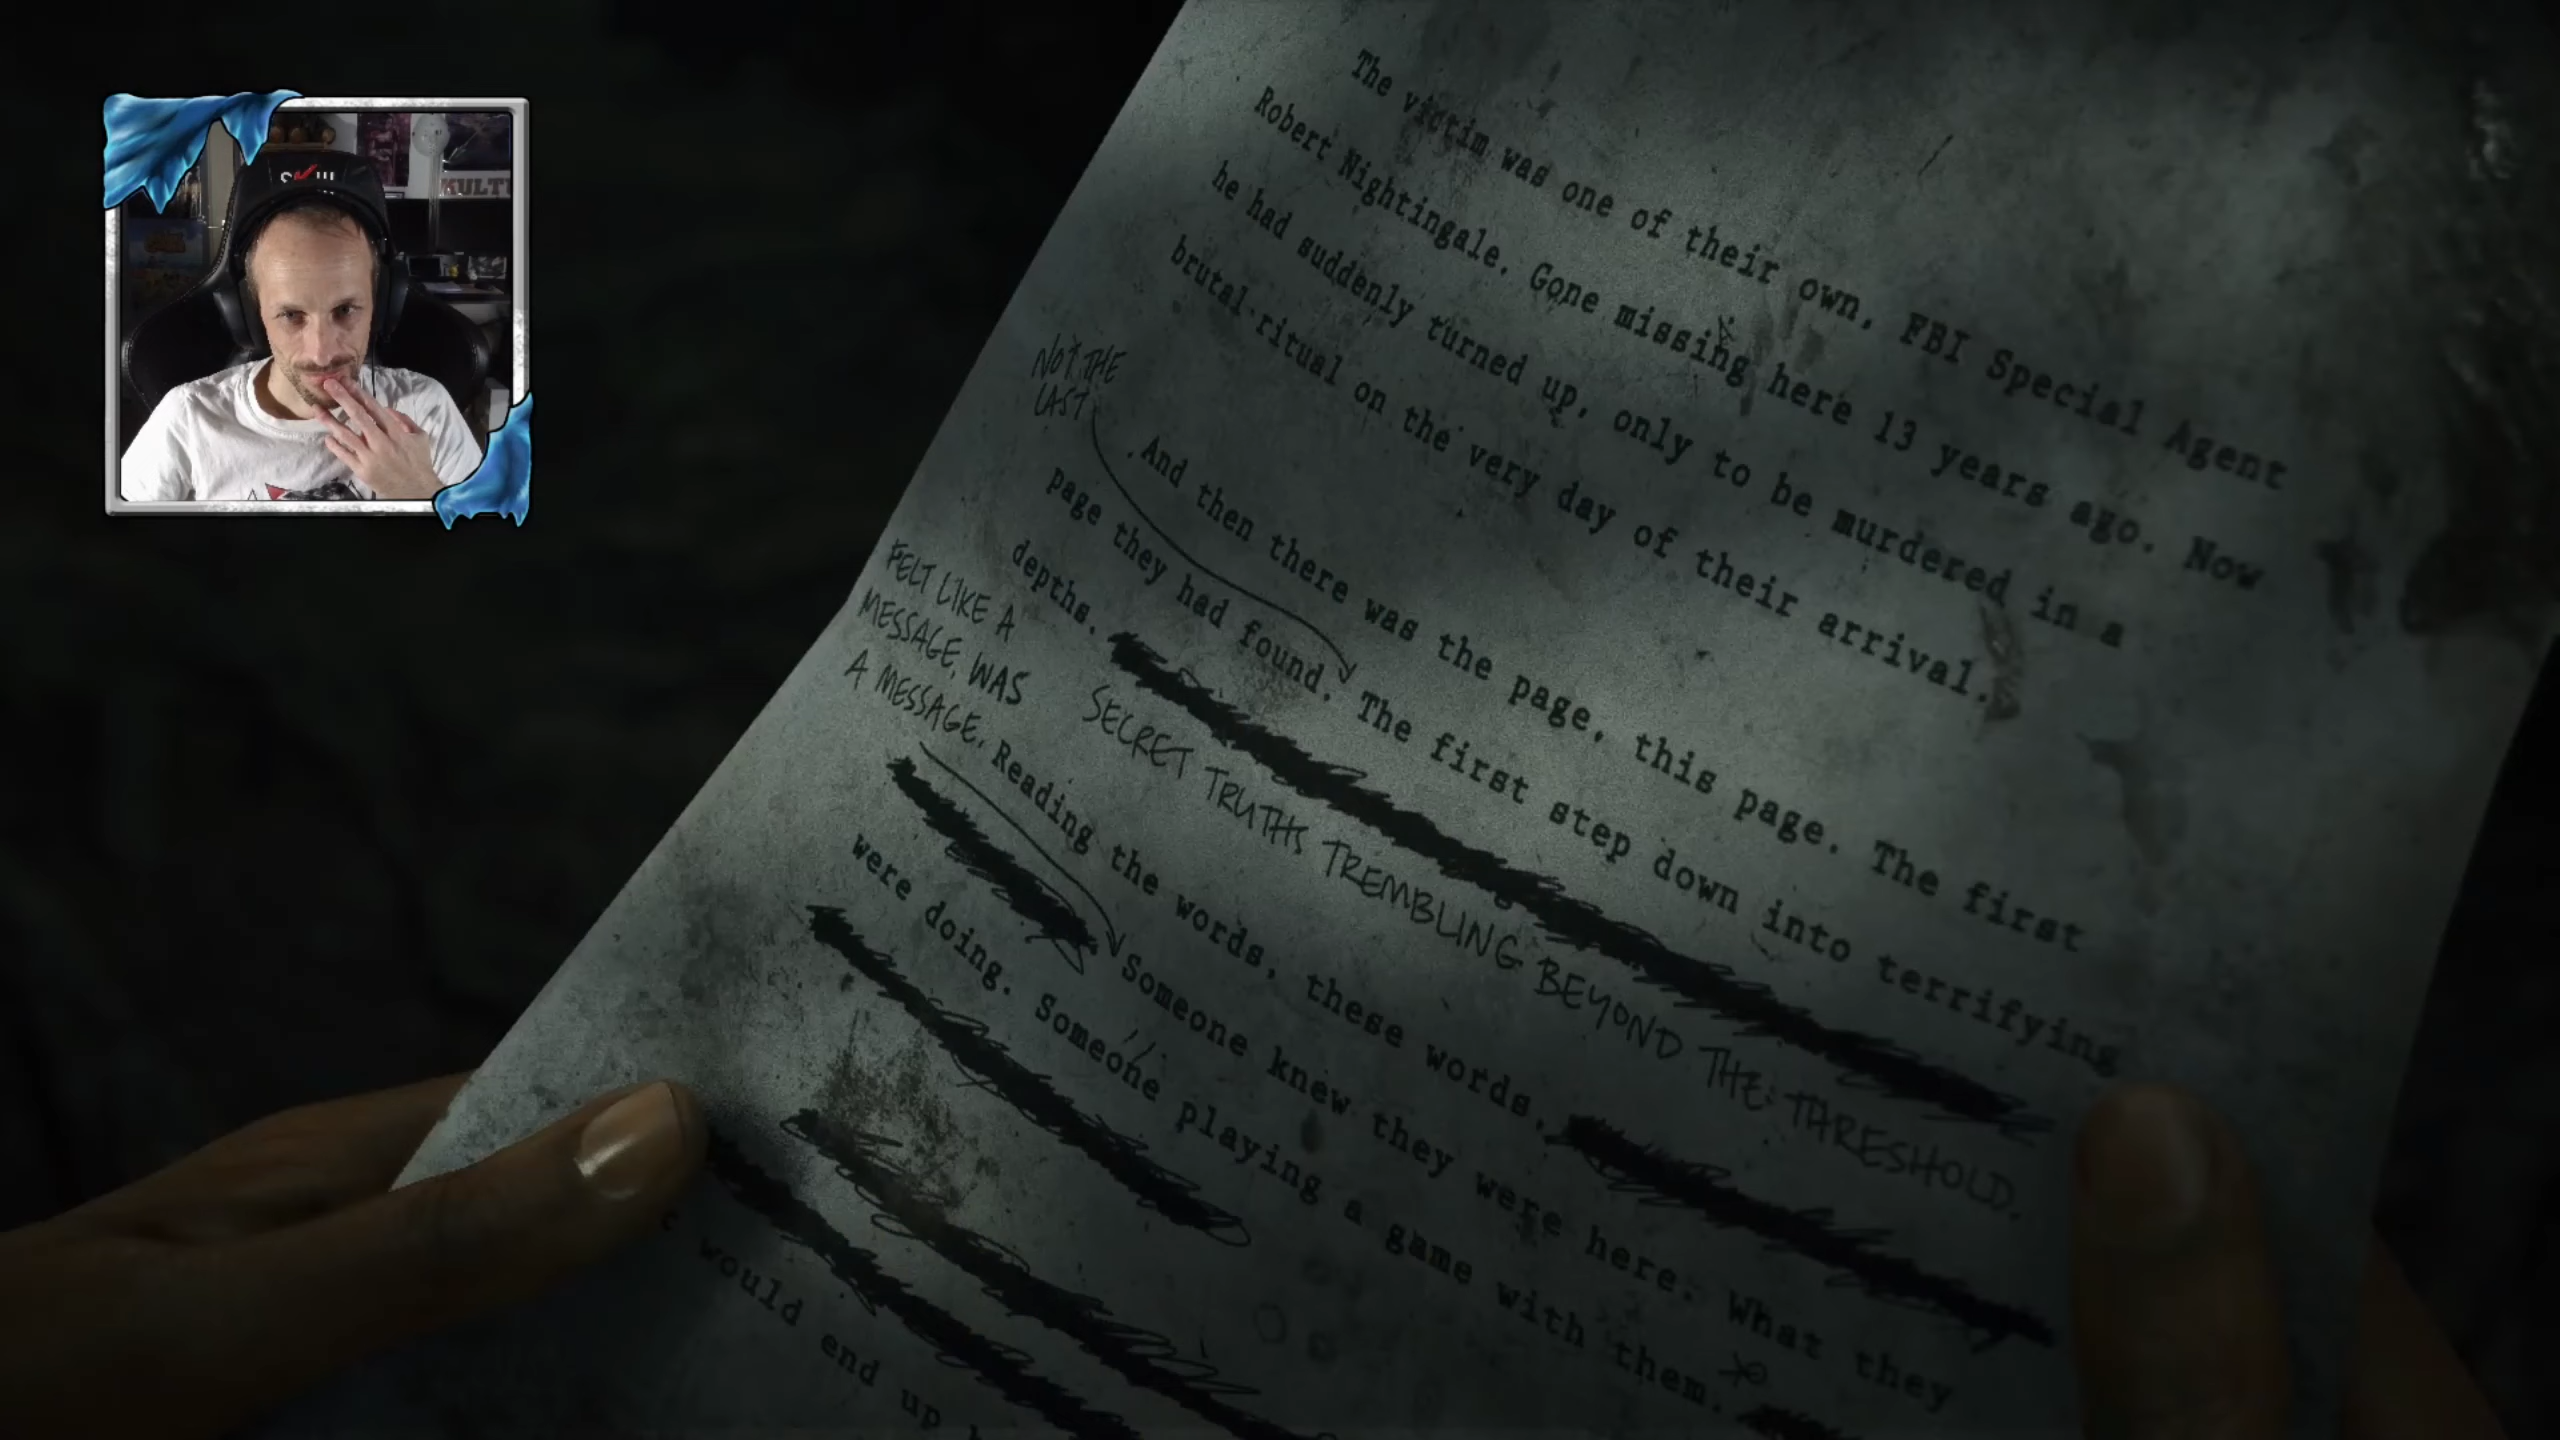 The victim was one of their own. FBI Special Agent
Robert Nightingale. Gone missing here 13 years ago. Now
he had suddenly turned up, only to be murdered in a
brutal ritual on the very day of their arrival.
NOT THE
LAST
And then there was the page, this page. The first
page they had found. The first step down into terrifying
depths.
SECRET TRUTHS TREMBLING BEYOND THE THRESHOLD.
FELT LIKE A
MESSAGE, WAS
A MESSAGE.
Reading the words, these words,
Someone knew they were here. What they
were doing. Someone playing a game with them.
would end up
KULT